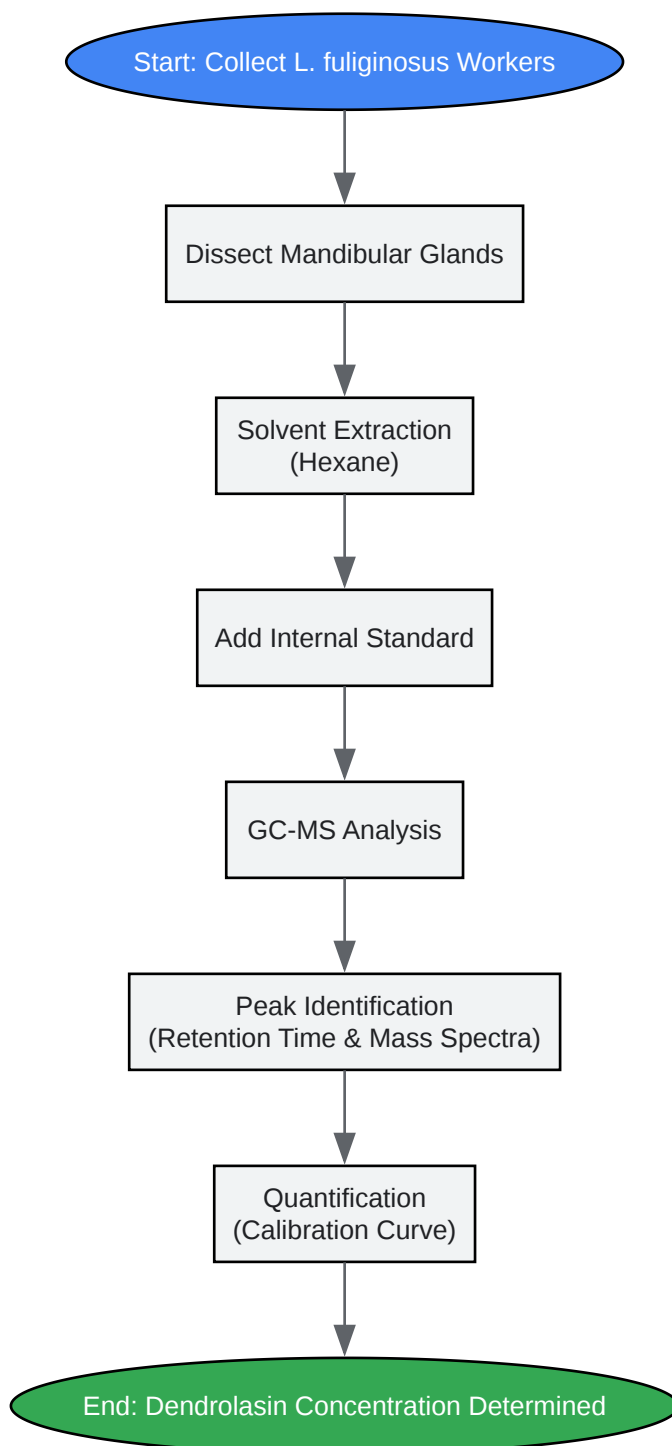 Start: Collect L. fuliginosus Workers
Dissect Mandibular Glands
Solvent Extraction
(Hexane)
Add Internal Standard
GC-MS Analysis
Peak Identification
(Retention Time & Mass Spectra)
Quantification
(Calibration Curve)
End: Dendrolasin Concentration Determined